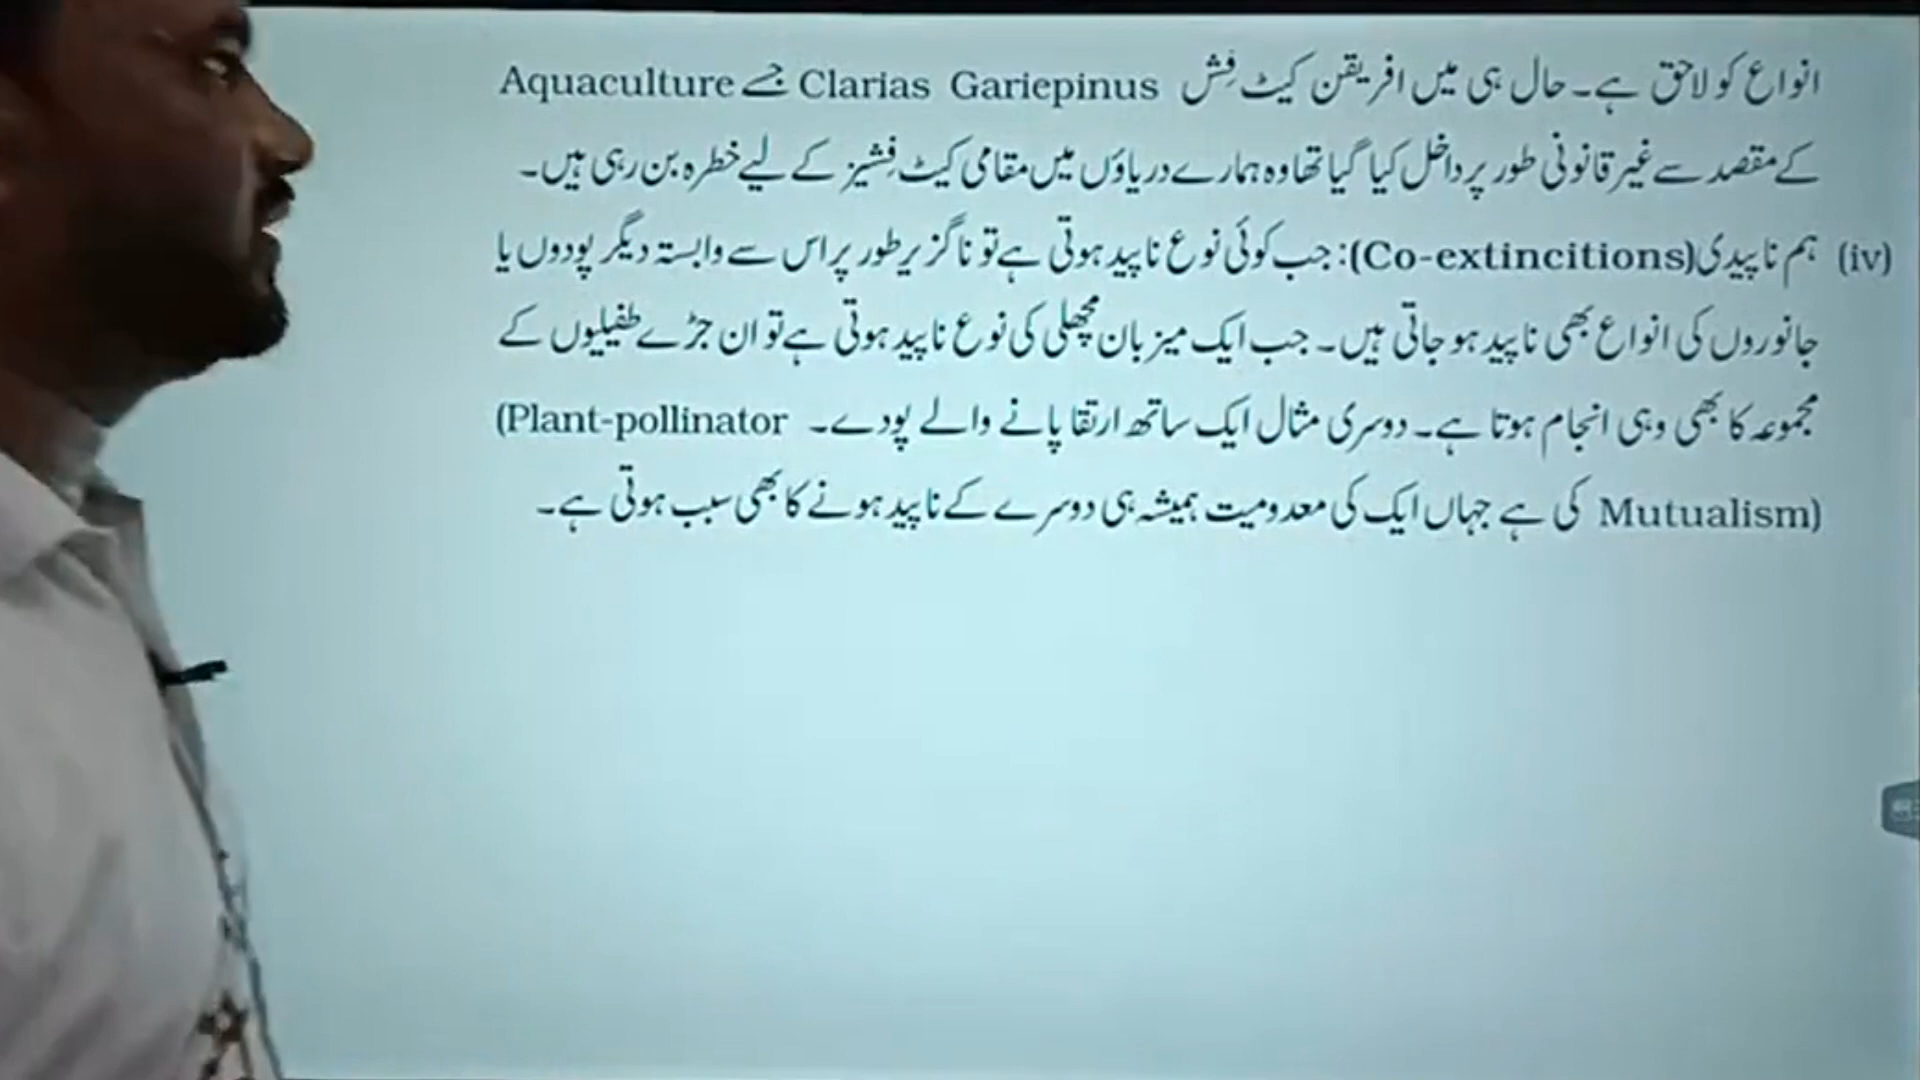 انواع کو لاحق ہے۔ حال ہی میں افریقن کیٹ فِش Clarias Gariepinus جسے Aquaculture
کے مقصد سے غیر قانونی طور پر داخل کیا گیا تھا وہ ہمارے دریاؤں میں مقامی کیٹ فِشیز کے لیے خطرہ بن رہی ہیں۔
(iv) ہم ناپیدی (Co-extincitions): جب کوئی نوع ناپید ہوتی ہے تو ناگزیر طور پر اس سے وابستہ دیگر پودوں یا
جانوروں کی انواع بھی ناپید ہو جاتی ہیں۔ جب ایک میزبان مچھلی کی نوع ناپید ہوتی ہے تو ان جڑے طفیلیوں کے
مجموعہ کا بھی وہی انجام ہوتا ہے۔ دوسری مثال ایک ساتھ ارتقا پانے والے پودے۔ (Plant-pollinator
Mutualism) کی ہے جہاں ایک کی معدومیت ہمیشہ ہی دوسرے کے ناپید ہونے کا بھی سبب ہوتی ہے۔